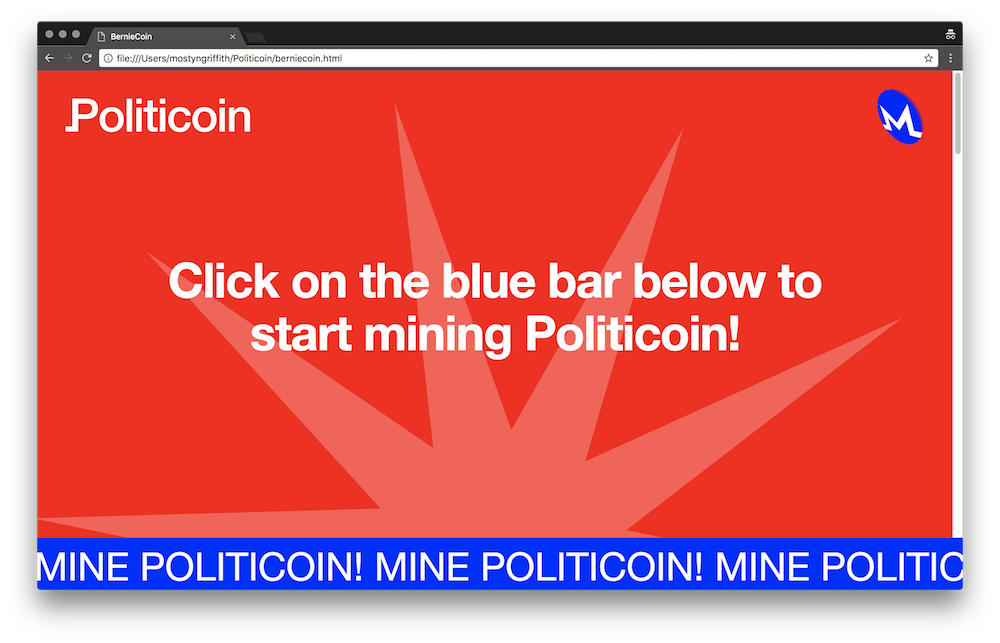 BernieCoin
file:///Users/mostyngriffith/Politicoin/berniecoin.html
Politicoin
M
Click on the blue bar below to
start mining Politicoin!
MINE POLITICOIN! MINE POLITICOIN! MINE POLITIC